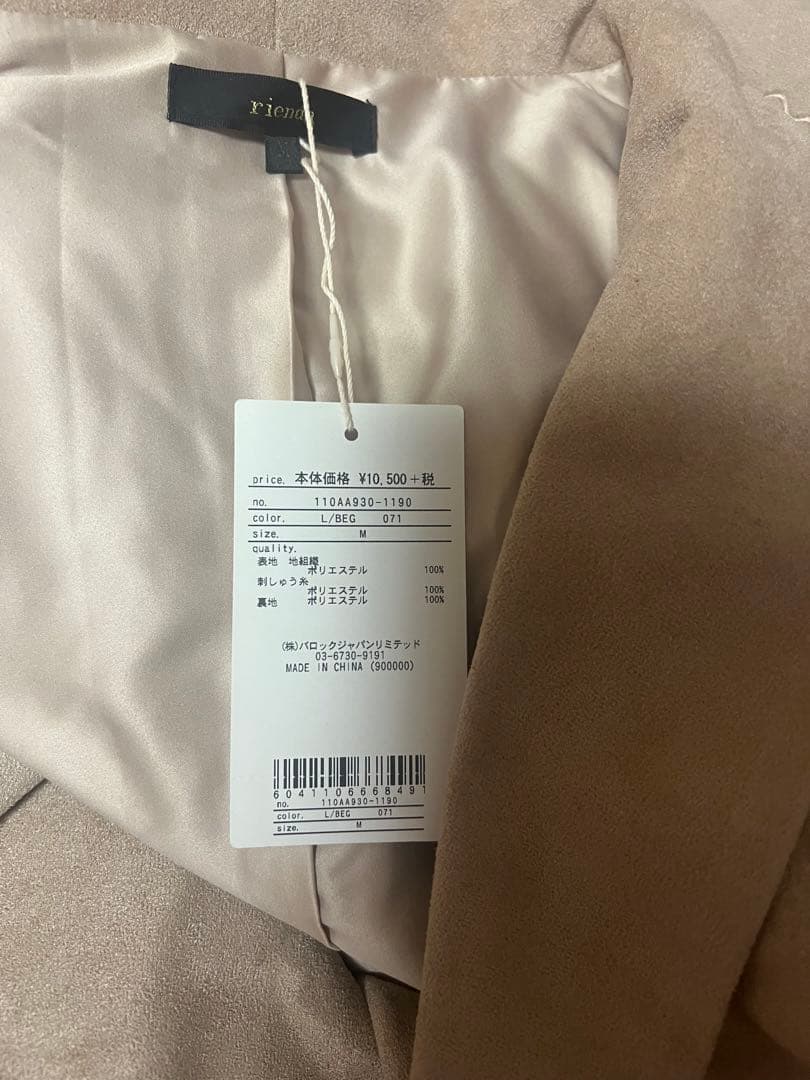 price. 本体価格 ¥10,500+税
no. 110AA930-1190
color. L/BEG 071
size. M
quality.
表地 地組織
ポリエステル 100%
刺しゅう糸
ポリエステル 100%
裏地 ポリエステル 100%
(株)バロックジャパンリミテッド
03-6730-9191
MADE IN CHINA (900000)
6041106668491
no. 110AA930-1190
color. L/BEG 071
size. M